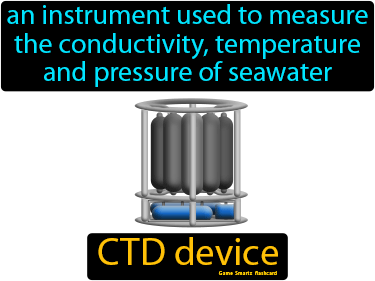 an instrument used to measure
the conductivity, temperature
and pressure of seawater
CTD device
Game Smartz flashcard